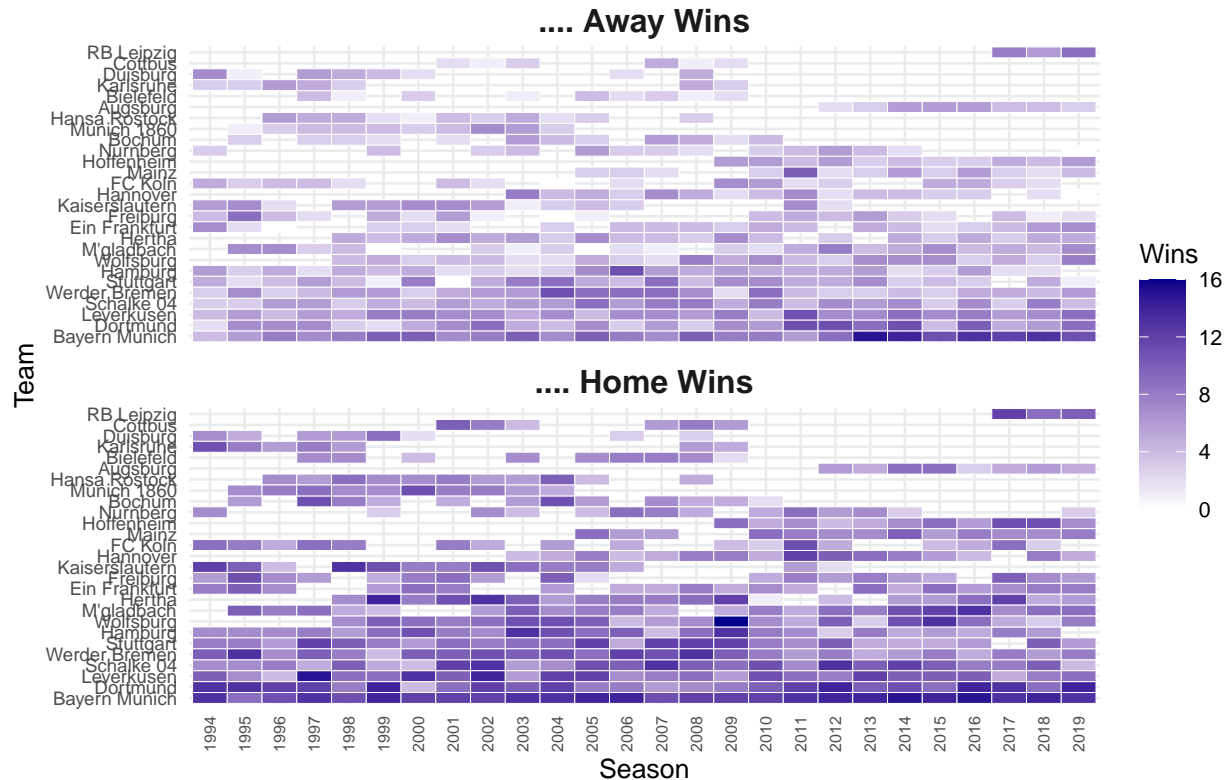 .... Away Wins
RB Leipzig
Cottbus
Duisburg
Karlsruhe
Bielefeld
Augsburg
Hansa Rostock
Munich 1860
Bochum
Nurnberg
Hoffenheim
Mainz
FC Koln
Hannover
Kaiserslautern
Freiburg
Ein Frankfurt
Hertha
M'gladbach
Wolfsburg
Hamburg
Stuttgart
Werder Bremen
Schalke 04
Leverkusen
Dortmund
Bayern Munich
.... Home Wins
RB Leipzig
Cottbus
Duisburg
Karlsruhe
Bielefeld
Augsburg
Hansa Rostock
Munich 1860
Bochum
Nurnberg
Hoffenheim
Mainz
FC Koln
Hannover
Kaiserslautern
Freiburg
Ein Frankfurt
Hertha
M'gladbach
Wolfsburg
Hamburg
Stuttgart
Werder Bremen
Schalke 04
Leverkusen
Dortmund
Bayern Munich
1994 1995 1996 1997 1998 1999 2000 2001 2002 2003 2004 2005 2006 2007 2008 2009 2010 2011 2012 2013 2014 2015 2016 2017 2018 2019
Season
Team
Wins
16
12
8
4
0